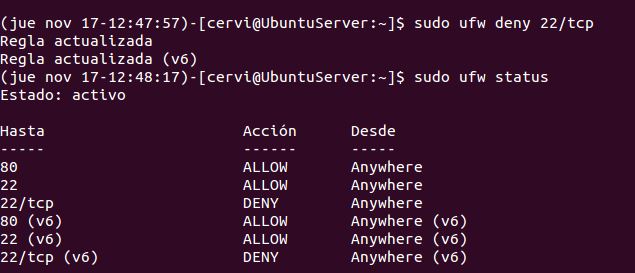 (jue nov 17-12:47:57)-[cervi@UbuntuServer:~]$ sudo ufw deny 22/tcp
Regla actualizada
Regla actualizada (v6)
(jue nov 17-12:48:17)-[cervi@UbuntuServer:~]$ sudo ufw status
Estado: activo
Hasta Acción Desde
----- ------ -----
80 ALLOW Anywhere
22 ALLOW Anywhere
22/tcp DENY Anywhere
80 (v6) ALLOW Anywhere (v6)
22 (v6) ALLOW Anywhere (v6)
22/tcp (v6) DENY Anywhere (v6)